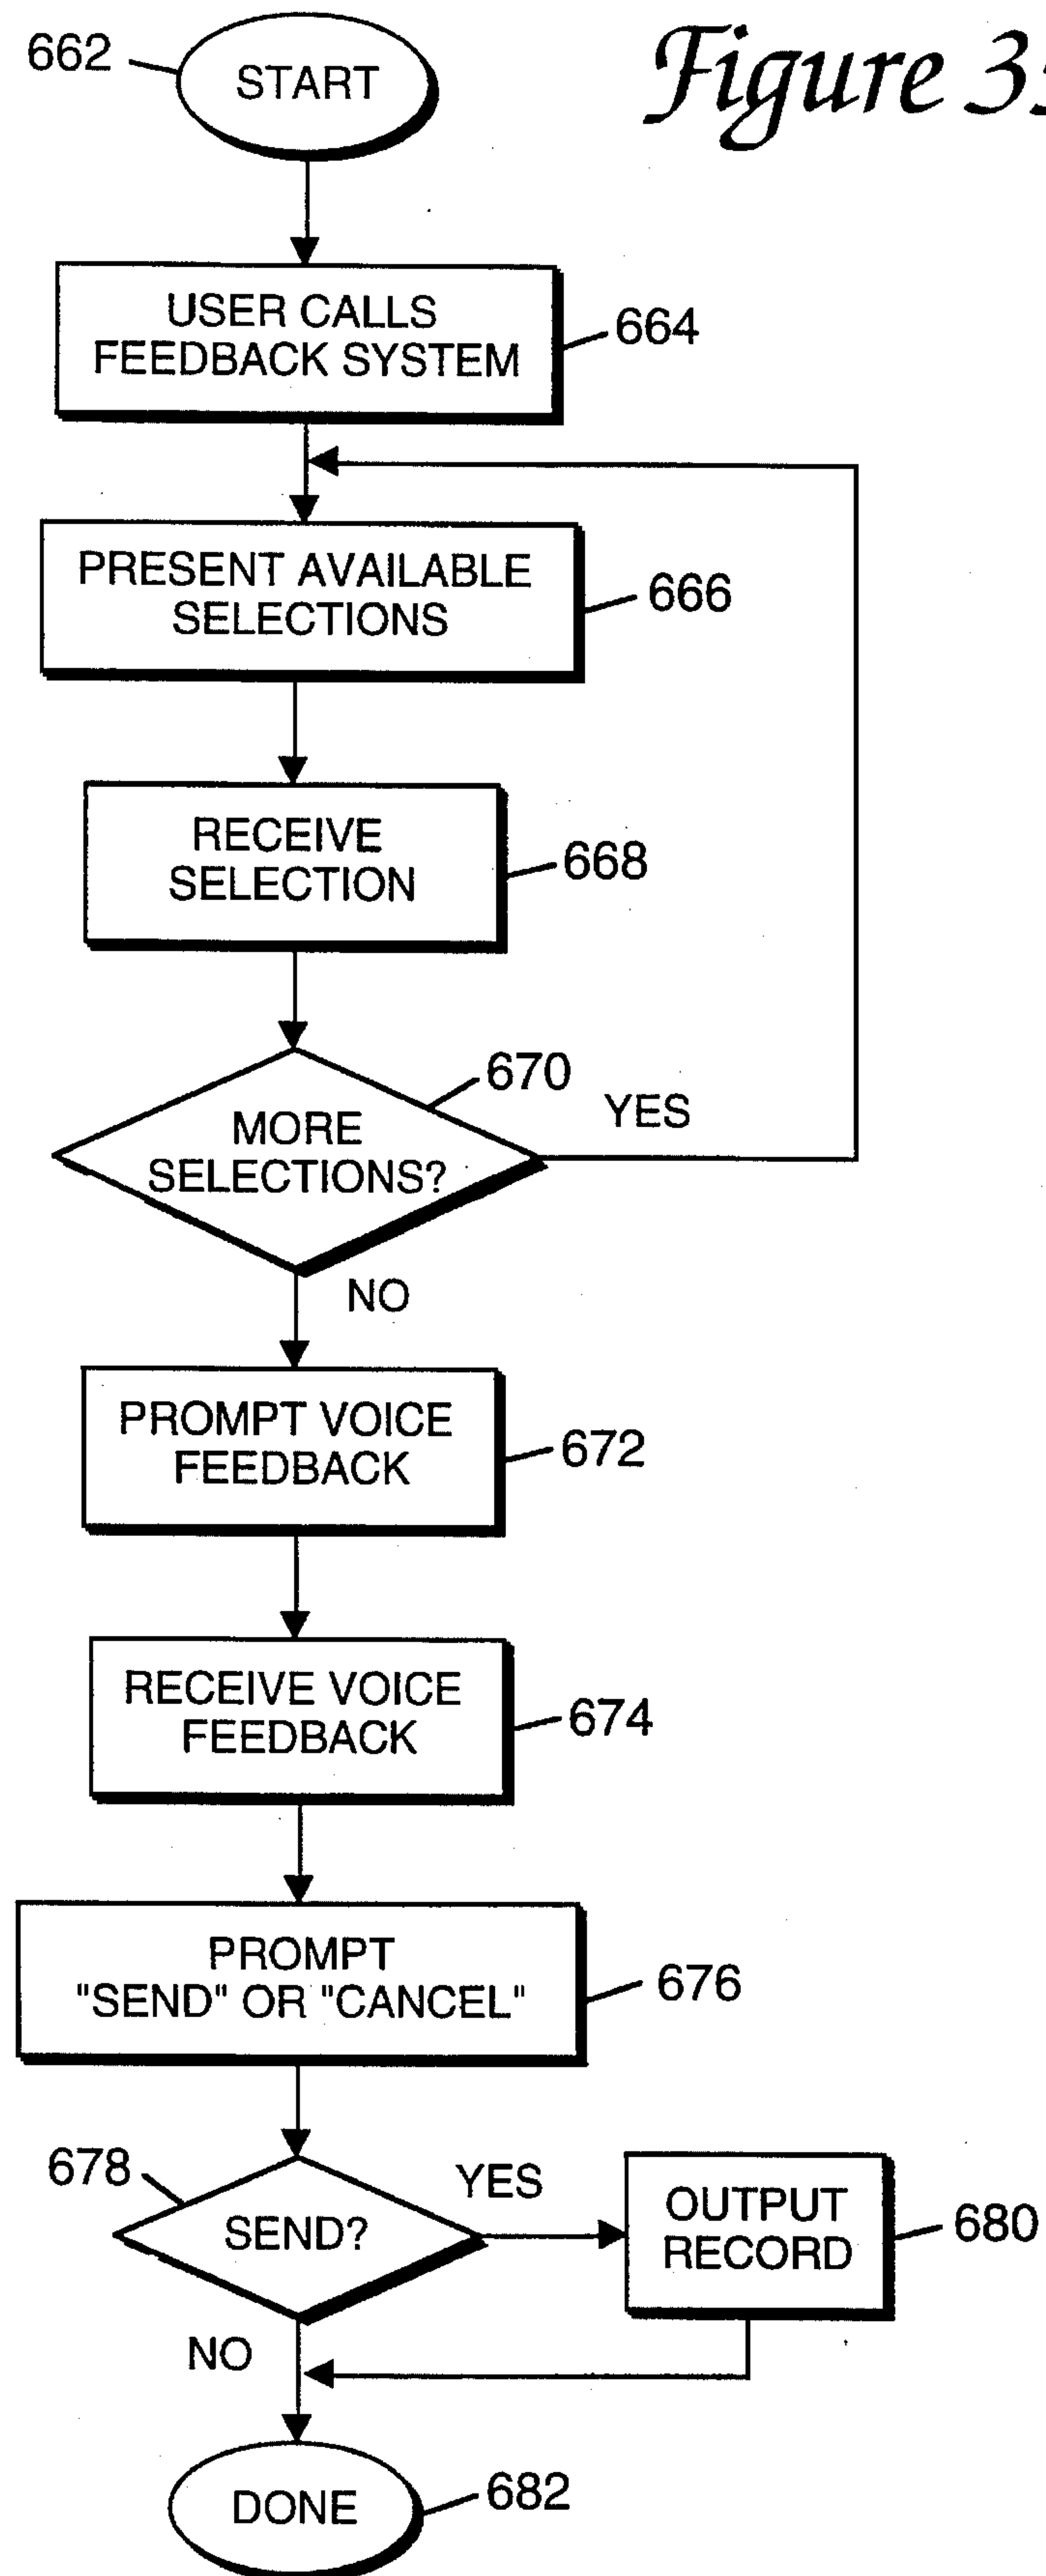 Figure
662
START
USER CALLS
FEEDBACK SYSTEM
664
PRESENT AVAILABLE
SELECTIONS
666
RECEIVE
SELECTION
668
670
MORE
SELECTIONS?
YES
NO
PROMPT VOICE
FEEDBACK
672
RECEIVE VOICE
FEEDBACK
674
PROMPT
"SEND" OR "CANCEL"
676
678
SEND?
YES
OUTPUT
RECORD
680
NO
DONE
682